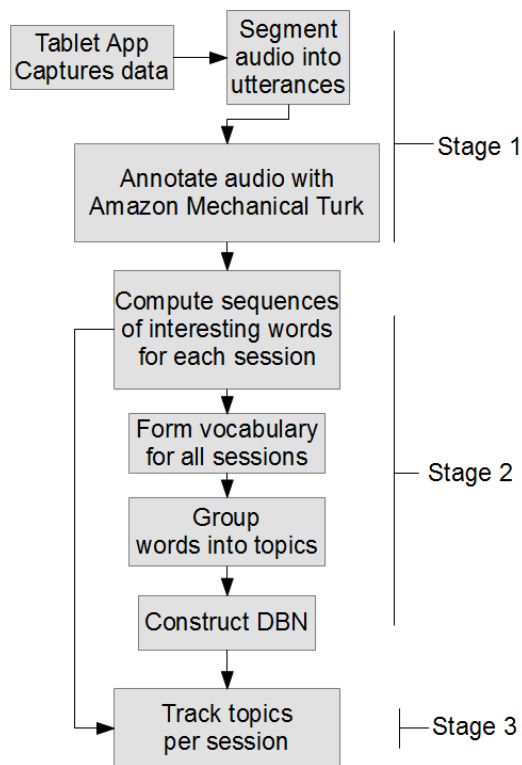 Tablet App
Captures data
Segment
audio into
utterances
Stage 1
Annotate audio with
Amazon Mechanical Turk
Compute sequences
of interesting words
for each session
Form vocabulary
for all sessions
Stage 2
Group
words into topics
Construct DBN
Track topics
per session
Stage 3